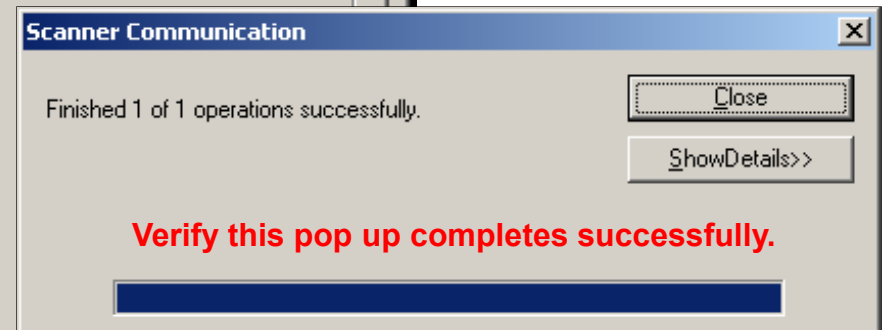 Scanner Communication
Finished 1 of 1 operations successfully.
Close
ShowDetails>>
Verify this pop up completes successfully.